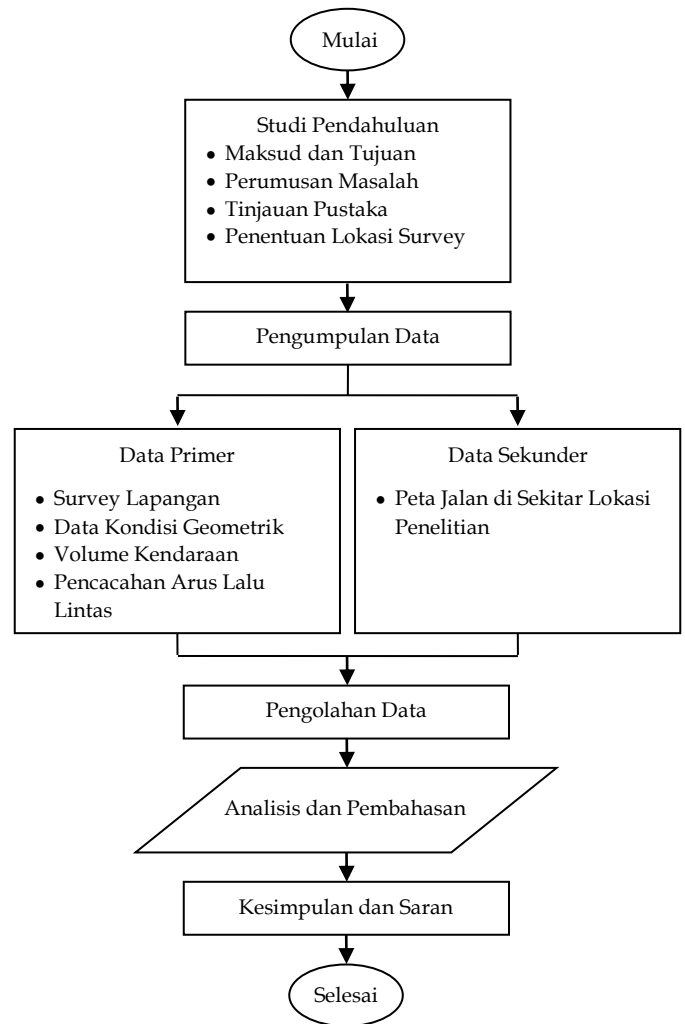 Mulai
Studi Pendahuluan
• Maksud dan Tujuan
• Perumusan Masalah
• Tinjauan Pustaka
• Penentuan Lokasi Survey
Pengumpulan Data
Data Primer
• Survey Lapangan
• Data Kondisi Geometrik
• Volume Kendaraan
• Pencacahan Arus Lalu
Lintas
Data Sekunder
• Peta Jalan di Sekitar Lokasi
Penelitian
Pengolahan Data
Analisis dan Pembahasan
Kesimpulan dan Saran
Selesai